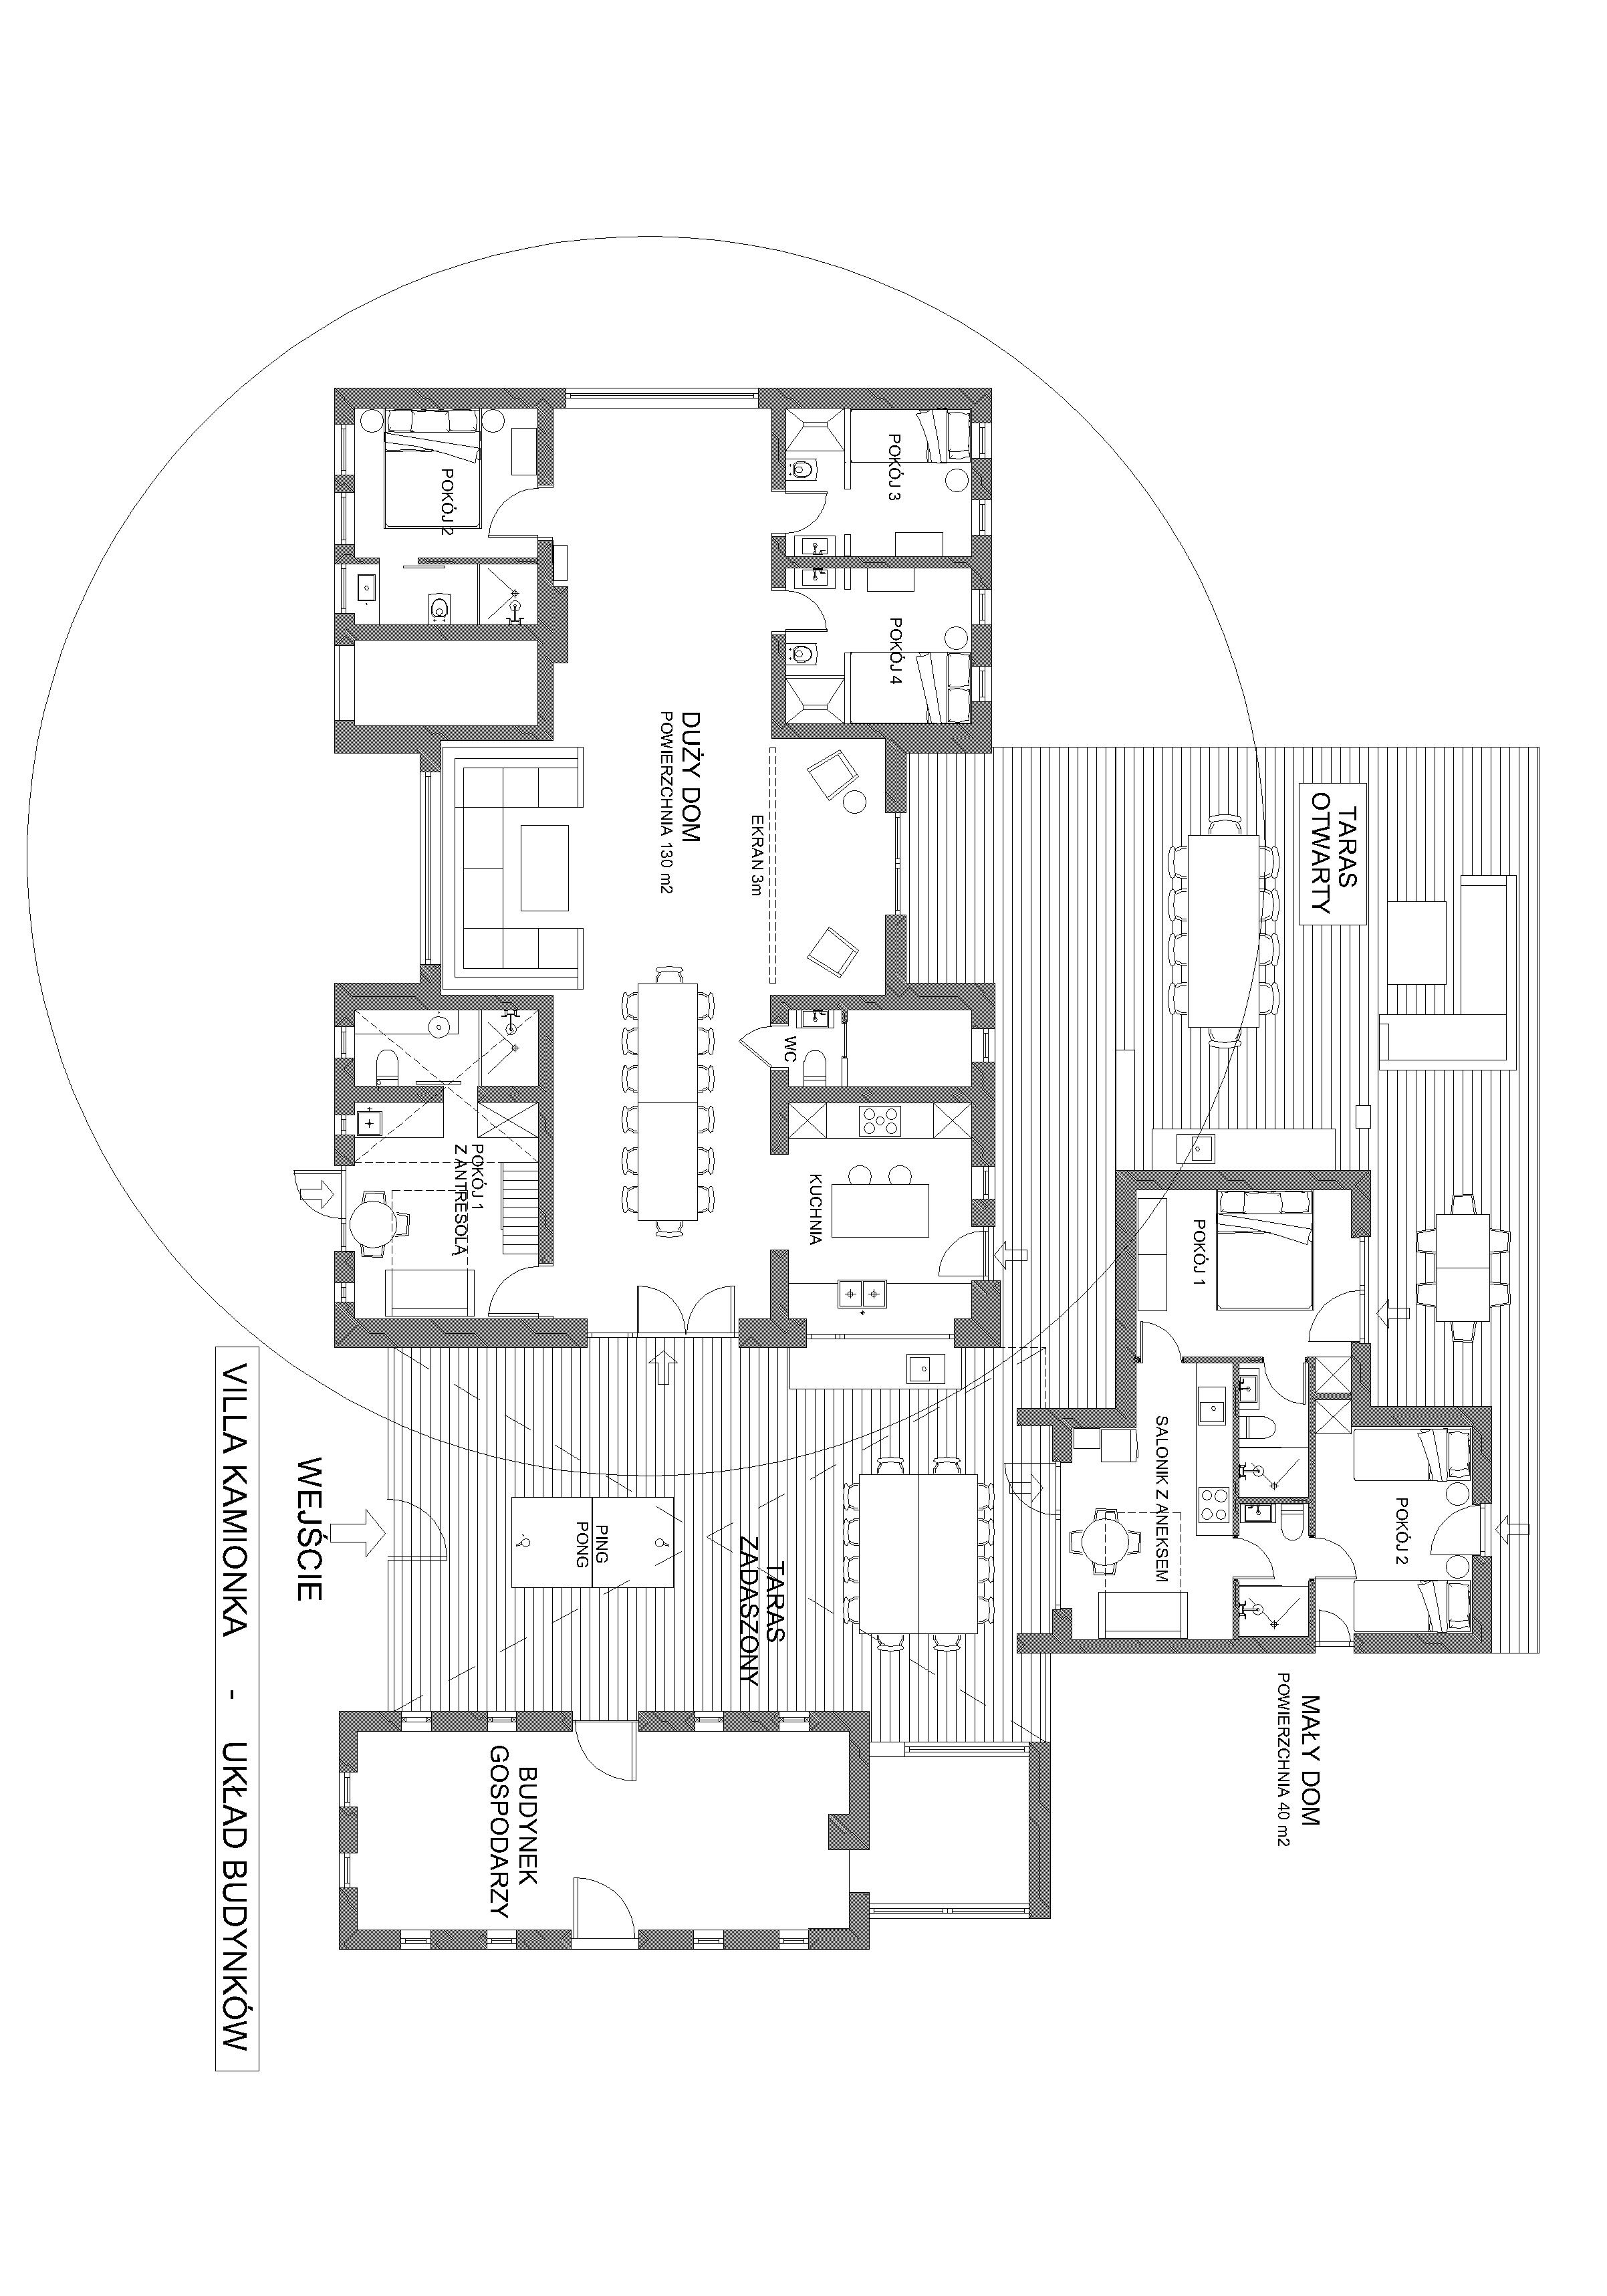 POKÓJ 2
TARAS
OTWARTY
MAŁY DOM
POWIERZCHNIA 40 m2
POKÓJ 1
SALONIK Z ANEKSEM
POKÓJ 3
POKÓJ 4
KUCHNIA
WC
EKRAN 3m
TARAS
ZADASZONY
DUŻY DOM
POWIERZCHNIA 130 m2
PING
PONG
BUDYNEK
GOSPODARZY
POKÓJ 1
Z ANTRESOLĄ
POKÓJ 2
WEJŚCIE
VILLA KAMIONKA - UKŁAD BUDYNKÓW